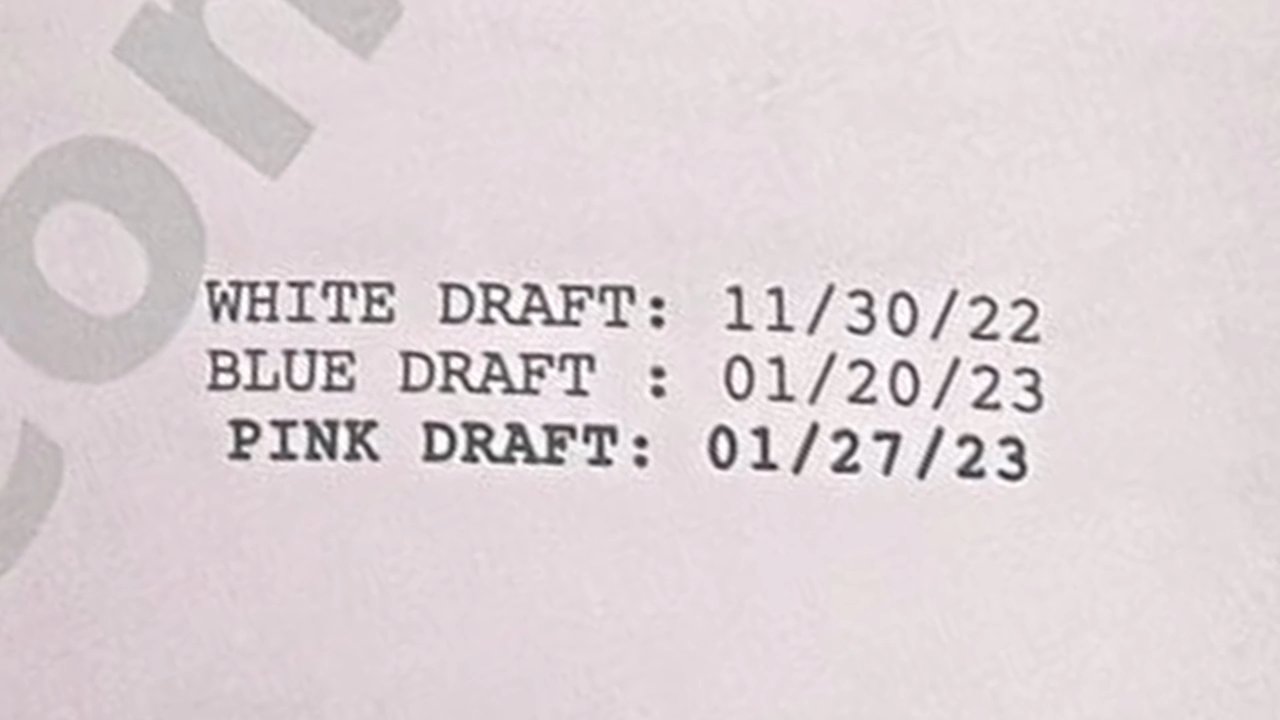 WHITE DRAFT: 11/30/22
BLUE DRAFT : 01/20/23
PINK DRAFT: 01/27/23